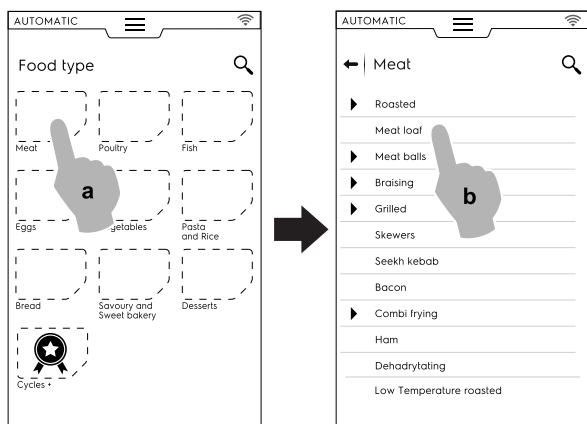 AUTOMATIC
Food type
Meat
Poultry
Fish
a
Eggs
getables
Pasta
and Rice
Bread
Savoury and
Sweet bakery
Desserts
Cycles +
AUTOMATIC
Meat
Roasted
Meat loaf
Meat balls
Braising
b
Grilled
Skewers
Seekh kebab
Bacon
Combi frying
Ham
Dehadrytating
Low Temperature roasted